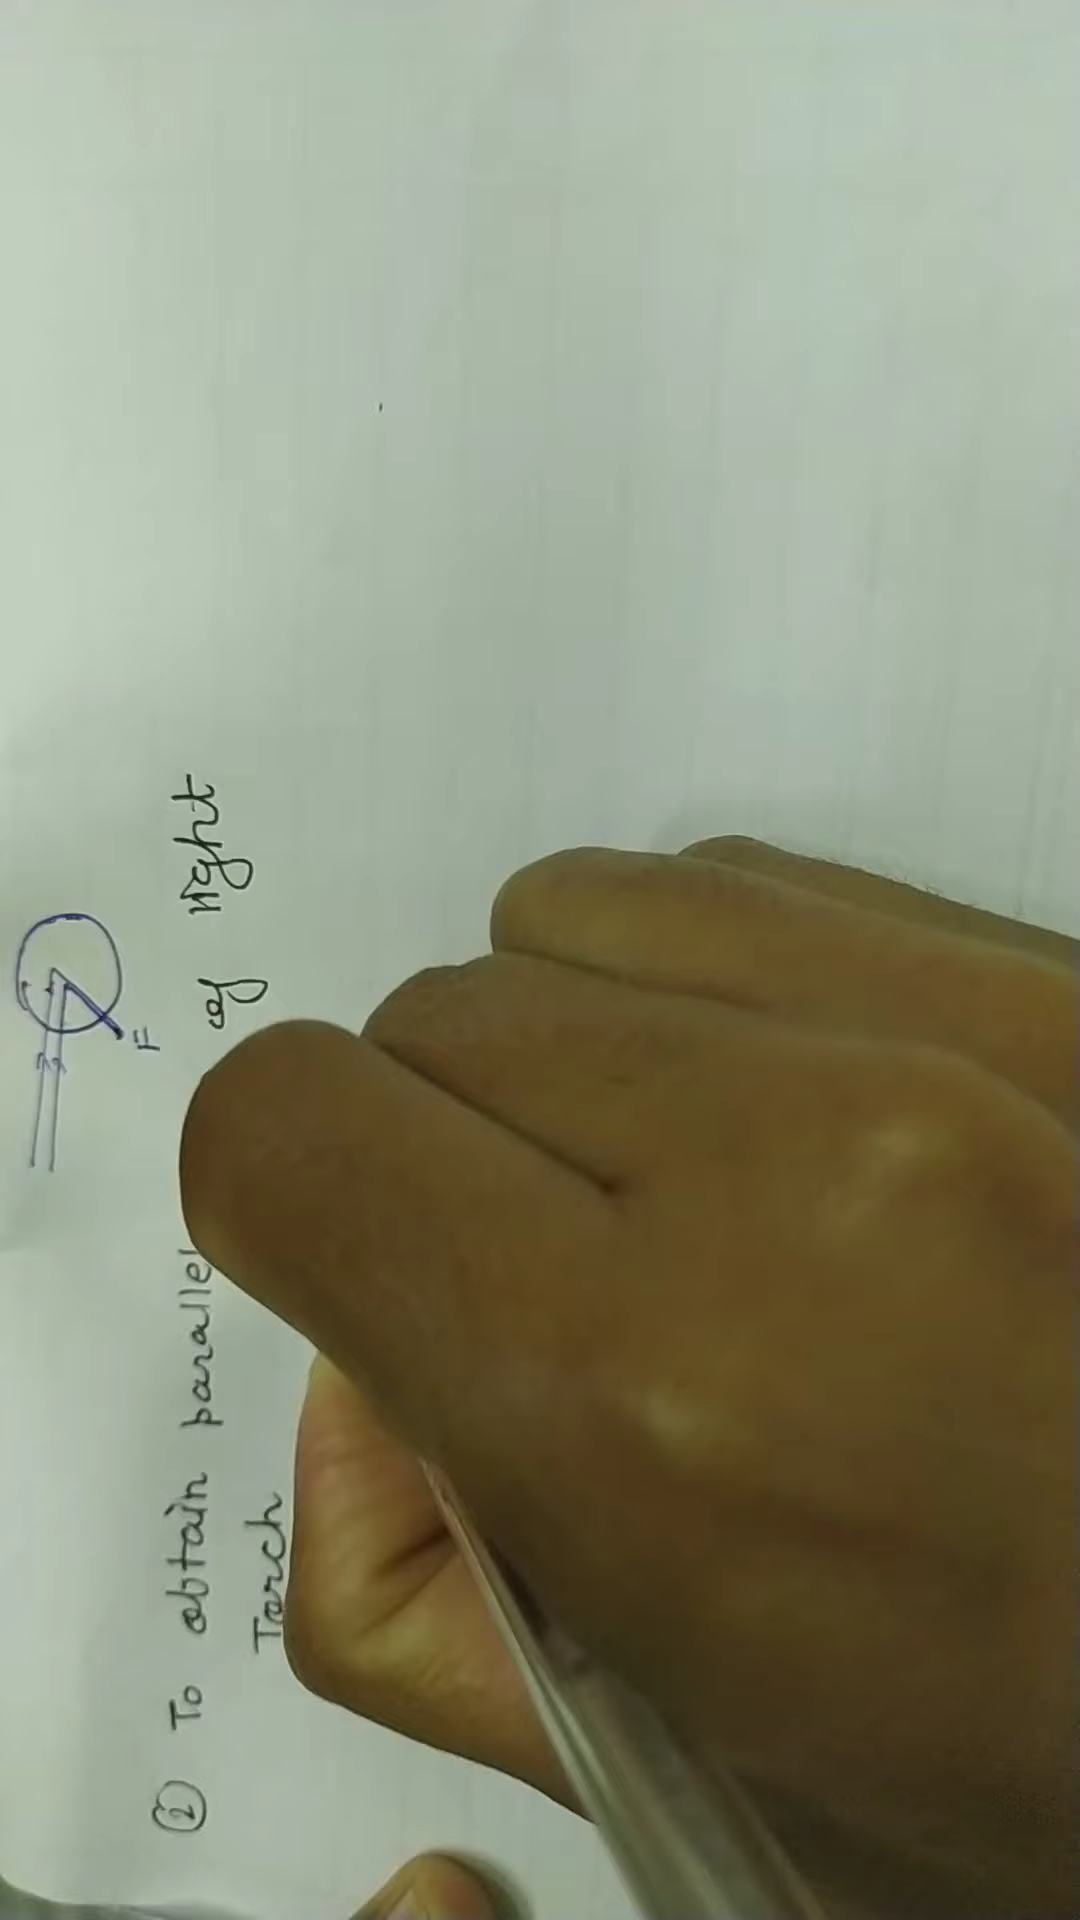 F
② To obtain parallel of light
Torch